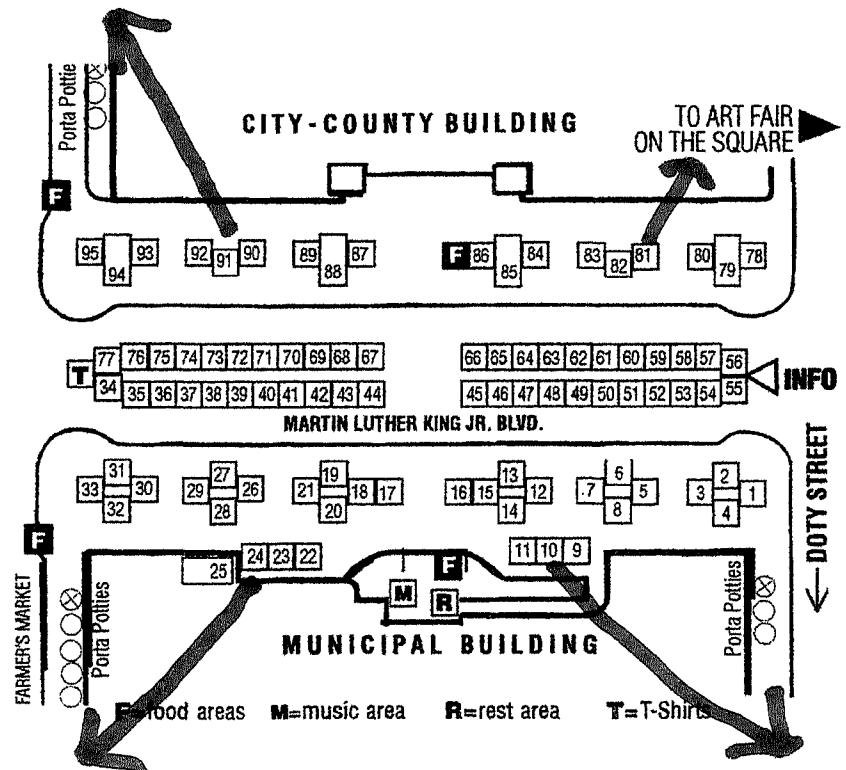 Porta Pottie
CITY-COUNTY BUILDING
TO ART FAIR
ON THE SQUARE
F
95 94 93 92 91 90 89 88 87 F 86 85 84 83 82 81 80 79 78
77 76 75 74 73 72 71 70 69 68 67 66 65 64 63 62 61 60 59 58 57 56
T
INFO
34 35 36 37 38 39 40 41 42 43 44 45 46 47 48 49 50 51 52 53 54 55
MARTIN LUTHER KING JR. BLVD.
DOTY STREET
31 27 19 13 6 2
33 30 29 26 21 18 17 16 15 12 .7 5 3 1
32 28 20 14 8 4
F
25 24 23 22 F 11 10 9
M
R
FARMER'S MARKET
Porta Potties
Porta Potties
MUNICIPAL BUILDING
F=food areas M=music area R=rest area T=T-Shirts